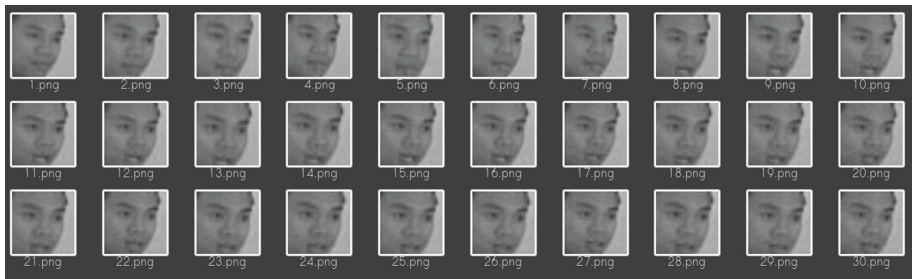 1.png 2.png 3.png 4.png 5.png 6.png 7.png 8.png 9.png 10.png
11.png 12.png 13.png 14.png 15.png 16.png 17.png 18.png 19.png 20.png
21.png 22.png 23.png 24.png 25.png 26.png 27.png 28.png 29.png 30.png